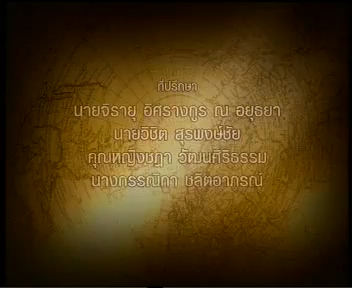 ที่ปรึกษา
นายจิรายุ อิศรางกูร ณ อยุธยา
นายวิชิต สุรพงษ์ชัย
คุณหญิงชฎา วัฒนศิริธรรม
นางกรรณิกา ชลิตอาภรณ์